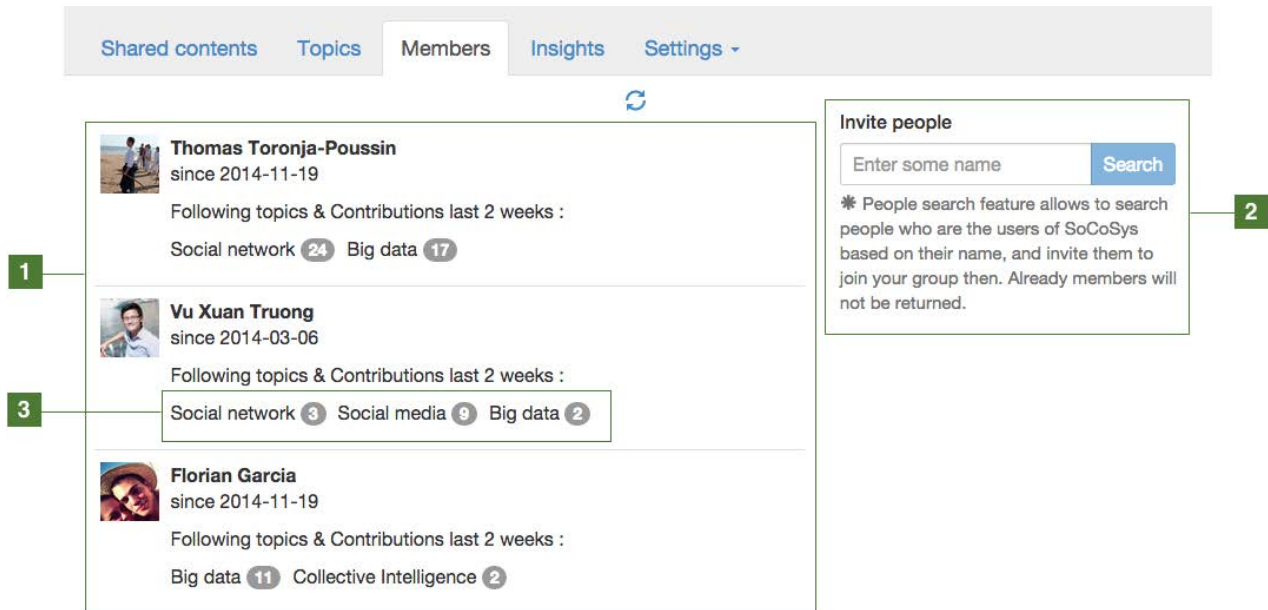 Shared contents Topics Members Insights Settings
Thomas Toronja-Poussin
since 2014-11-19
Following topics & Contributions last 2 weeks :
Social network 24 Big data 17
1
Vu Xuan Truong
since 2014-03-06
Following topics & Contributions last 2 weeks :
3
Social network 3 Social media 9 Big data 2
Florian Garcia
since 2014-11-19
Following topics & Contributions last 2 weeks :
Big data 11 Collective Intelligence 2
Invite people
Enter some name Search
✱ People search feature allows to search
people who are the users of SoCoSys
based on their name, and invite them to
join your group then. Already members will
not be returned.
2